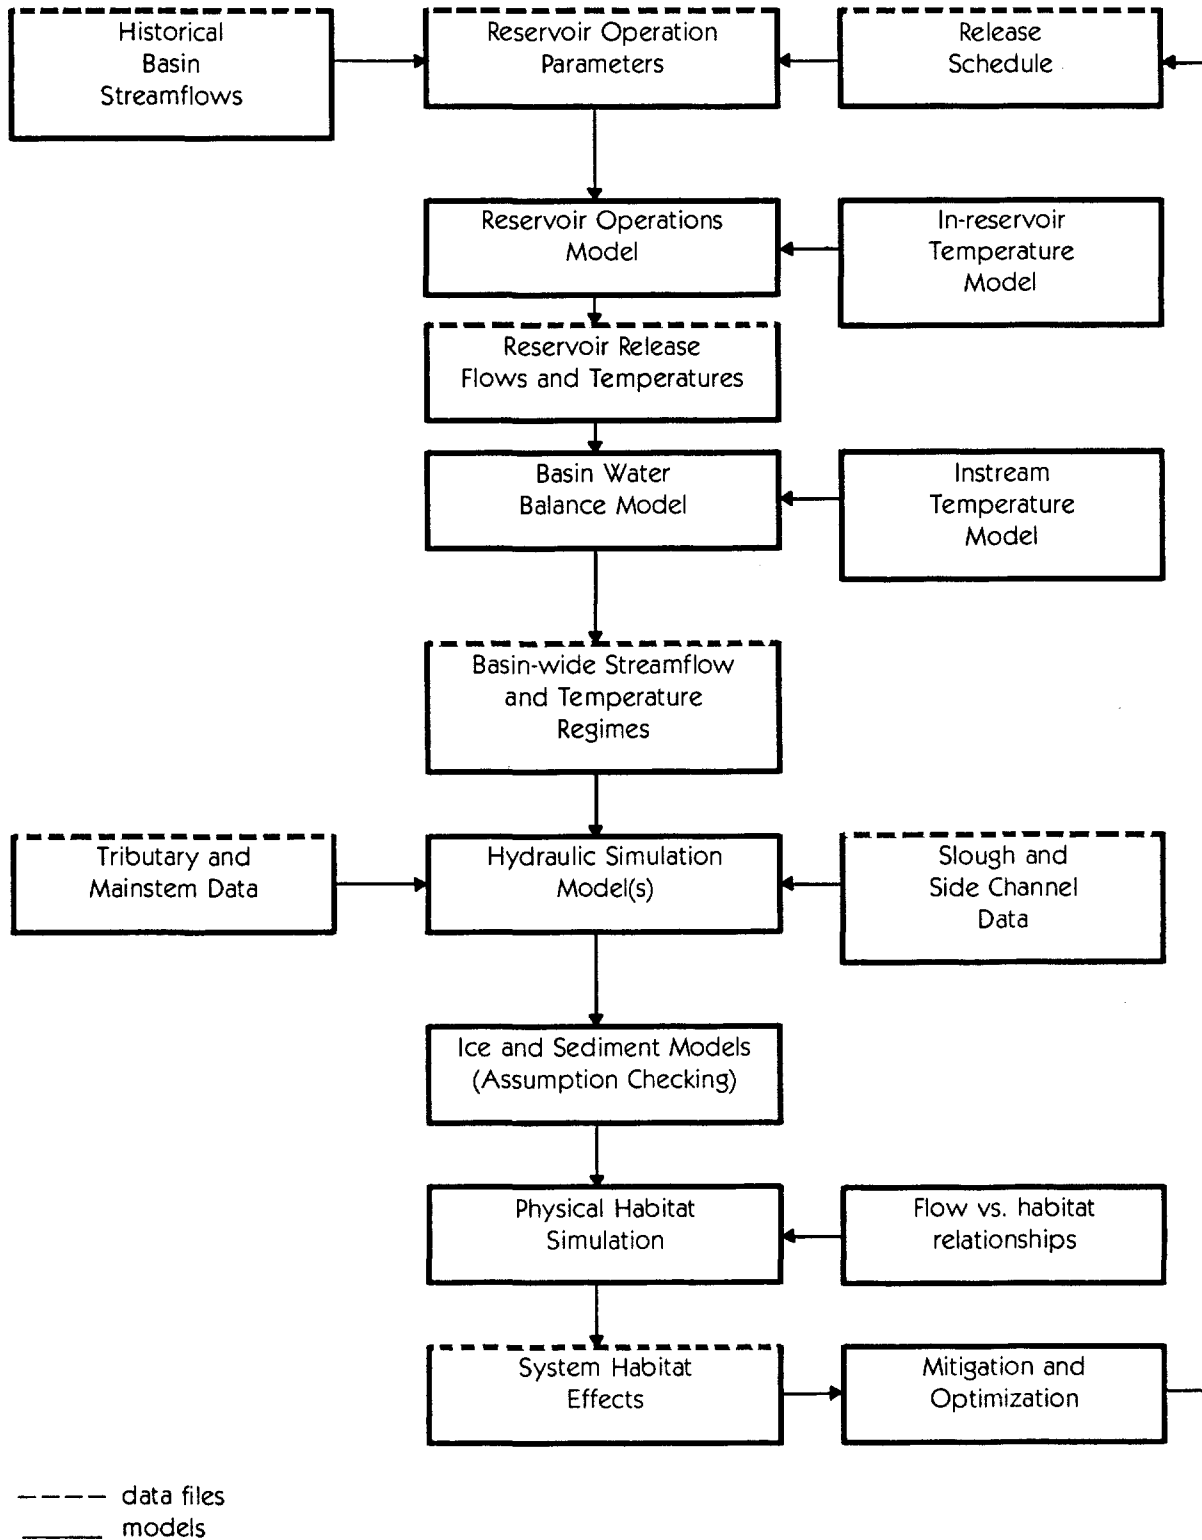 Historical
Basin
Streamflows
Reservoir Operation
Parameters
Release
Schedule
Reservoir Operations
Model
In-reservoir
Temperature
Model
Reservoir Release
Flows and Temperatures
Basin Water
Balance Model
Instream
Temperature
Model
Basin-wide Streamflow
and Temperature
Regimes
Tributary and
Mainstem Data
Hydraulic Simulation
Model(s)
Slough and
Side Channel
Data
Ice and Sediment Models
(Assumption Checking)
Physical Habitat
Simulation
Flow vs. habitat
relationships
System Habitat
Effects
Mitigation and
Optimization
data files
models